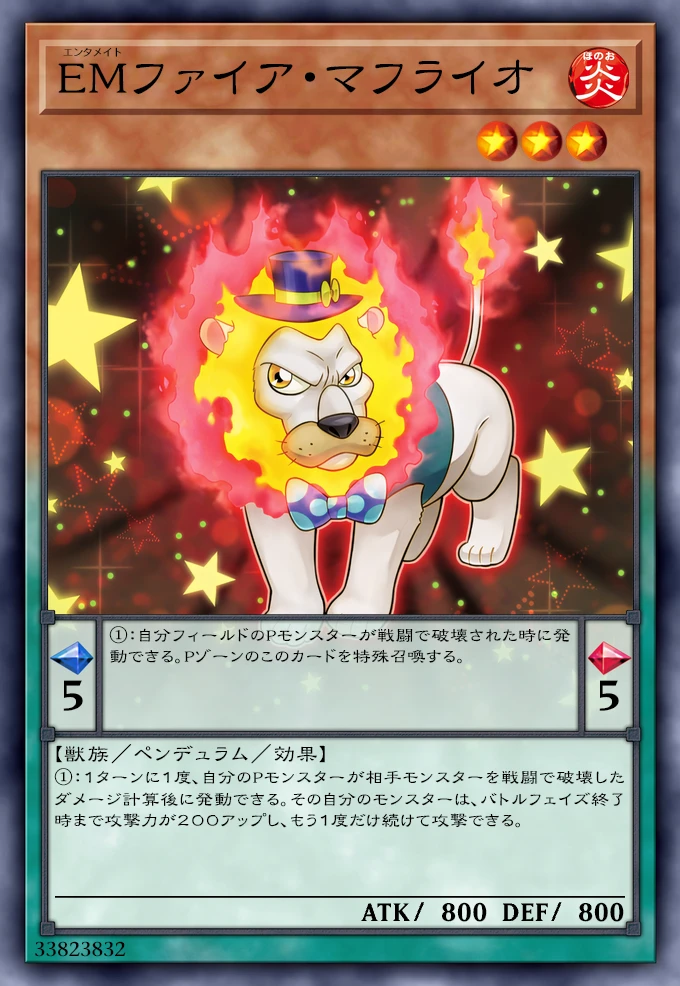 エンタメイト
EMファイア・マフライオ
ほのお
炎
①:自分フィールドのPモンスターが戦闘で破壊された時に発
動できる。Pゾーンのこのカードを特殊召喚する。
5
5
【獣族/ペンデュラム/効果】
①:1ターンに1度、自分のPモンスターが相手モンスターを戦闘で破壊した
ダメージ計算後に発動できる。その自分のモンスターは、バトルフェイズ終了
時まで攻撃力が200アップし、もう1度だけ続けて攻撃できる。
ATK/ 800 DEF/ 800
33823832